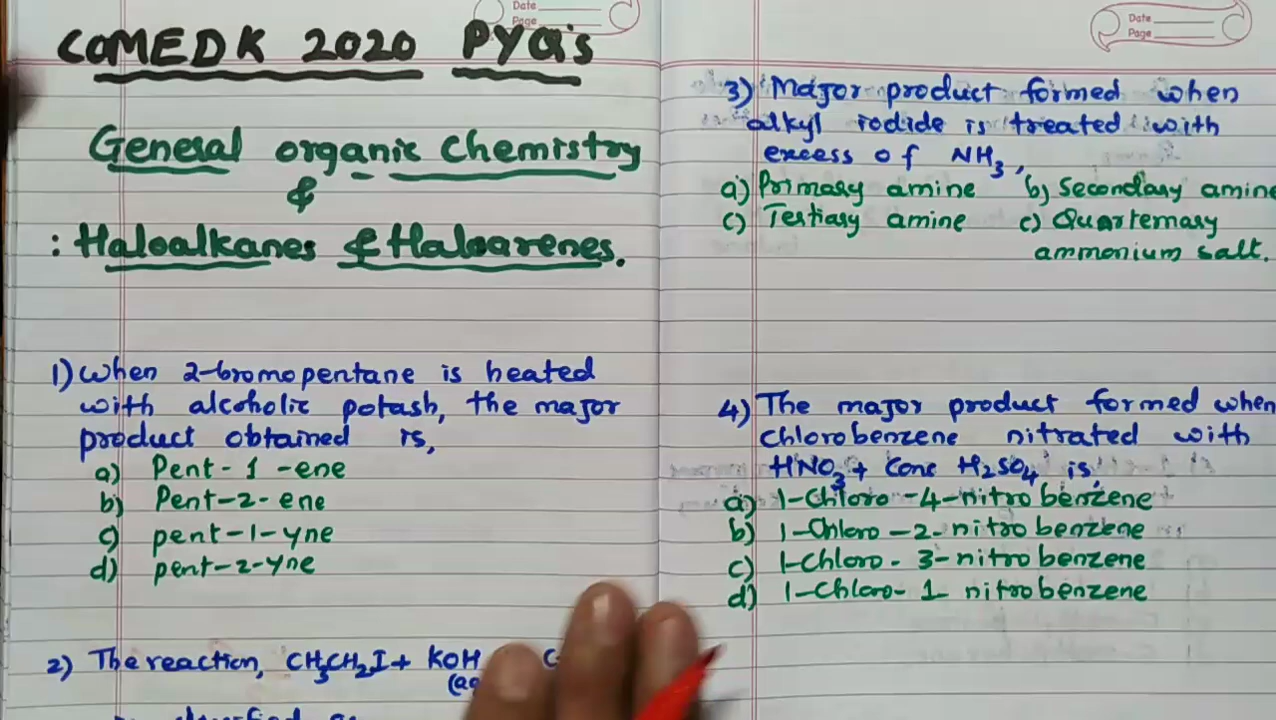 COMEDK 2020 PYQ's
General organic chemistry
&
: Haloalkanes & Haloarenes.
1) When 2-bromopentane is heated
with alcoholic potash, the major
product obtained is,
a) Pent-1-ene
b) Pent-2-ene
c) pent-1-yne
d) pent-2-yne
2) The reaction, CH3CH2I + KOH
classified as
Date
Page
3) Major product formed when
alkyl iodide is treated with
excess of NH3,
a) Primary amine b) Secondary amine
c) Tertiary amine c) Quarternary
ammonium salt.
4) The major product formed when
chlorobenzene nitrated with
HNO3 + Conc H2SO4 is,
a) 1-Chloro-4-nitrobenzene
b) 1-Chloro-2-nitrobenzene
c) 1-Chloro-3-nitrobenzene
d) 1-Chloro-1-nitrobenzene
Date
Page